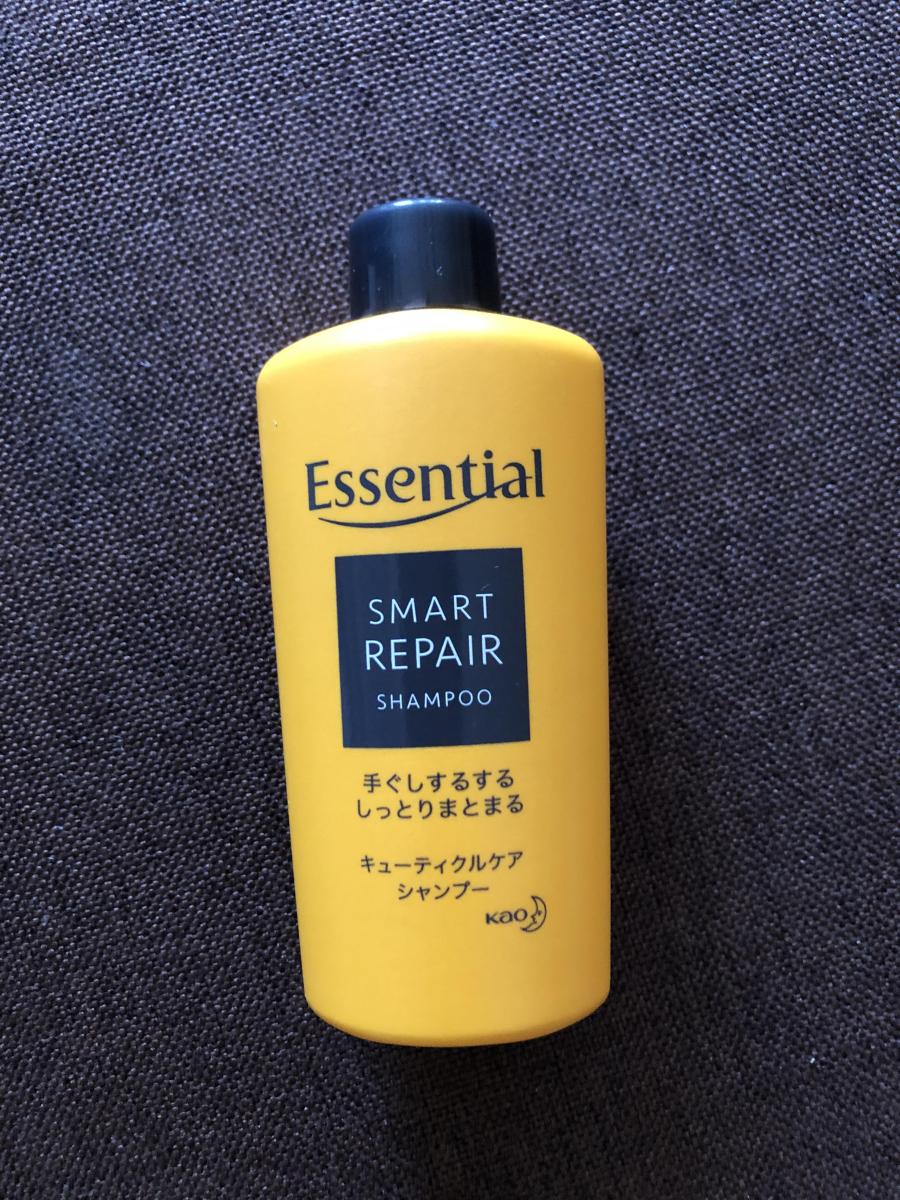 Essential
SMART
REPAIR
SHAMPOO
手ぐしするする
しっとりまとまる
キューティクルケア
シャンプー
Kao